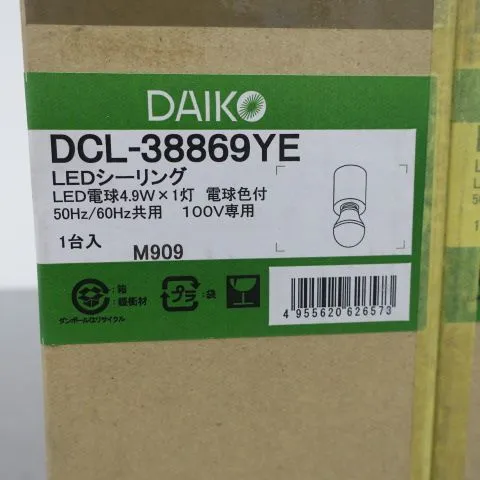 DAIKO
DCL-38869YE
LEDシーリング
LED電球4.9W×1灯 電球色付
50Hz/60Hz共用 100V専用
1台入
M909
：箱
：緩衝材
ダンボールはリサイクル
プラ
：袋
4 955620 626573